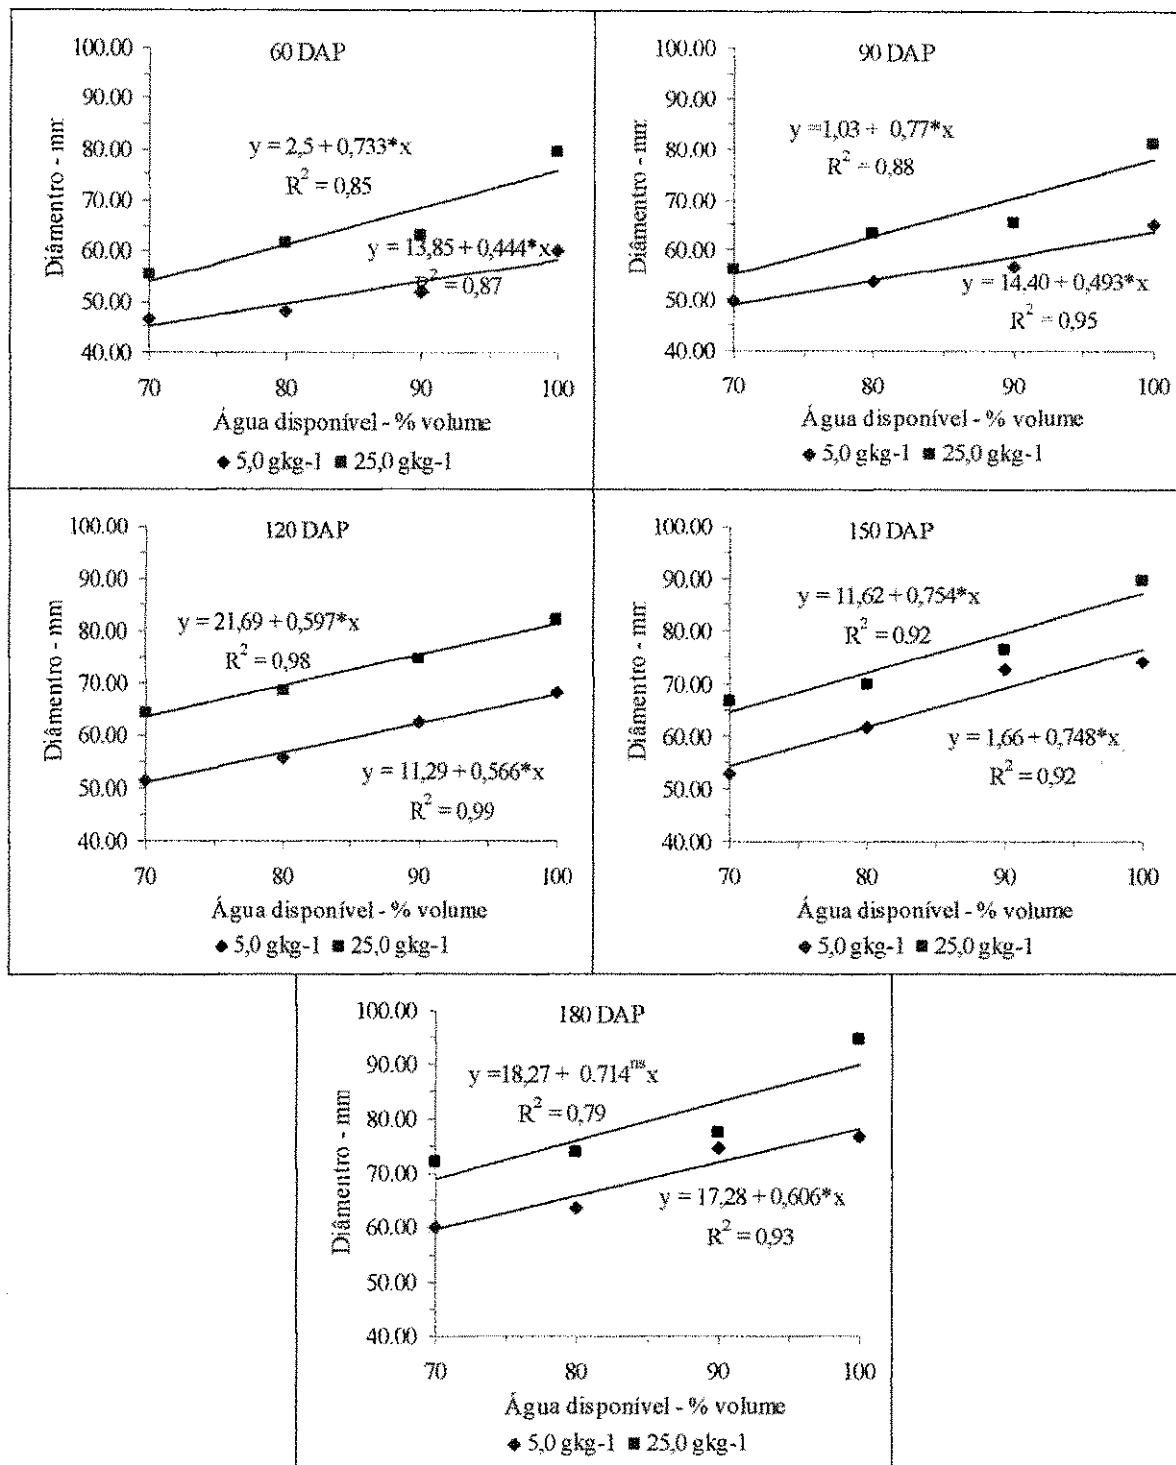 60 DAP
100.00
90.00
80.00
70.00
60.00
50.00
40.00
Diâmentro - mm
y = 2,5 + 0,733*x
R² = 0,85
y = 13,85 + 0,444*x
R² = 0,87
70 80 90 100
Água disponível - % volume
◆ 5,0 gkg-1 ■ 25,0 gkg-1
90 DAP
100.00
90.00
80.00
70.00
60.00
50.00
40.00
Diâmentro - mm
y =1,03 + 0,77*x
R² = 0,88
y = 14,40 + 0,493*x
R² = 0,95
70 80 90 100
Água disponível - % volume
◆ 5,0 gkg-1 ■ 25,0 gkg-1
120 DAP
100.00
90.00
80.00
70.00
60.00
50.00
40.00
Diâmentro - mm
y = 21,69 + 0,597*x
R² = 0,98
y = 11,29 + 0,566*x
R² = 0,99
70 80 90 100
Água disponível - % volume
◆ 5,0 gkg-1 ■ 25,0 gkg-1
150 DAP
100.00
90.00
80.00
70.00
60.00
50.00
40.00
Diâmentro - mm
y = 11,62 + 0,754*x
R² = 0.92
y = 1,66 + 0,748*x
R² = 0,92
70 80 90 100
Água disponível - % volume
◆ 5,0 gkg-1 ■ 25,0 gkg-1
180 DAP
100.00
90.00
80.00
70.00
60.00
50.00
40.00
Diâmentro - mm
y =18,27 + 0.714ⁿˢx
R² = 0,79
y = 17,28 + 0,606*x
R² = 0,93
70 80 90 100
Água disponível - % volume
◆ 5,0 gkg-1 ■ 25,0 gkg-1